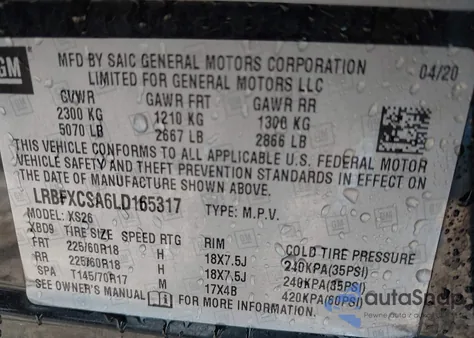 GM
MFD BY SAIC GENERAL MOTORS CORPORATION
LIMITED FOR GENERAL MOTORS LLC
04/20
GVWR GAWR FRT GAWR RR
2300 KG 1210 KG 1300 KG
5070 LB 2667 LB 2866 LB
THIS VEHICLE CONFORMS TO ALL APPLICABLE U.S. FEDERAL MOTOR
VEHICLE SAFETY AND THEFT PREVENTION STANDARDS IN EFFECT ON
THE DATE OF MANUFACTURE SHOWN ABOVE.
LRBFXCSA6LD165317 TYPE: M.P.V.
MODEL: XS26
XBD9 TIRE SIZE SPEED RTG RIM COLD TIRE PRESSURE
FRT 225/60R18 H 18X7.5J 240KPA(35PSI)
RR 225/60R18 H 18X7.5J 240KPA(35PSI)
SPA T145/70R17 M 17X4B 420KPA(60PSI)
SEE OWNER'S MANUAL FOR MORE INFORMATION.
autaSnap